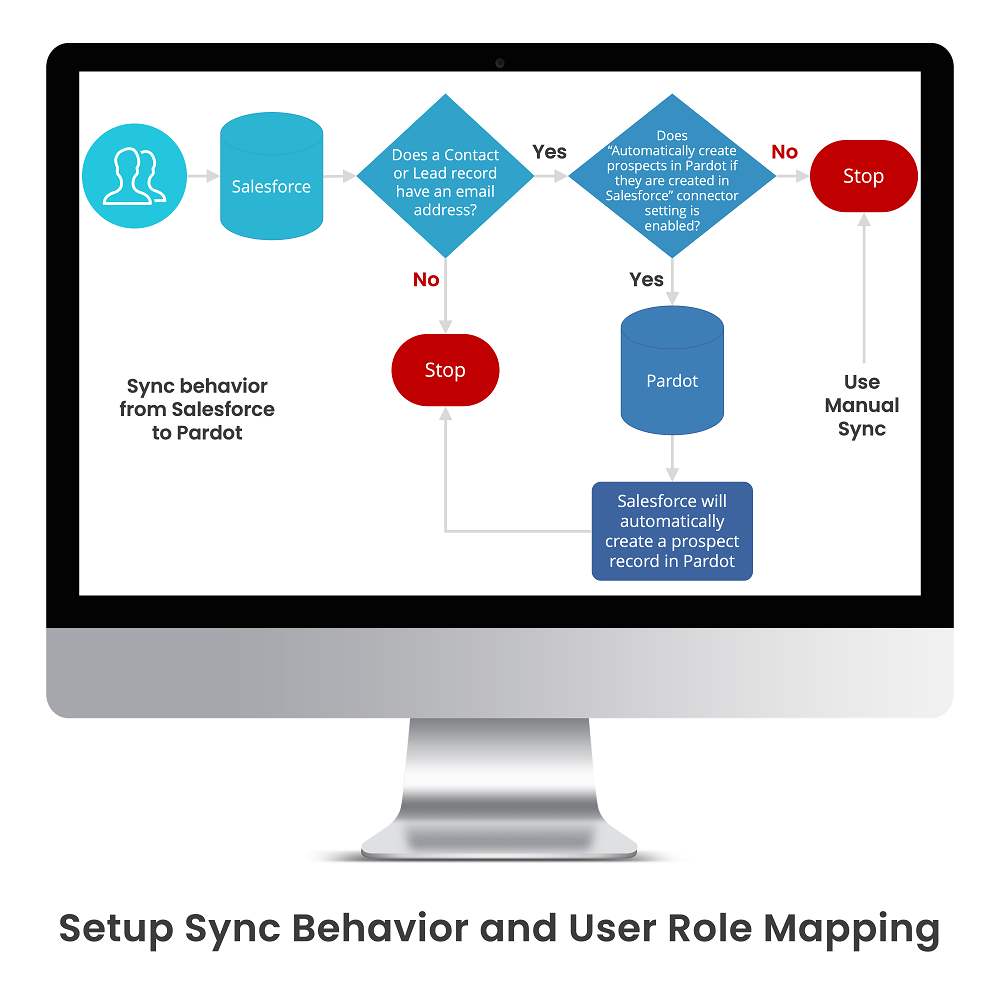 Salesforce
Does a Contact
or Lead record
have an email
address?
Yes
Does
“Automatically create
prospects in Pardot if
they are created in
Salesforce” connector
setting is
enabled?
No
Stop
No
Yes
Stop
Pardot
Use
Manual
Sync
Sync behavior
from Salesforce
to Pardot
Salesforce will
automatically
create a prospect
record in Pardot
Setup Sync Behavior and User Role Mapping